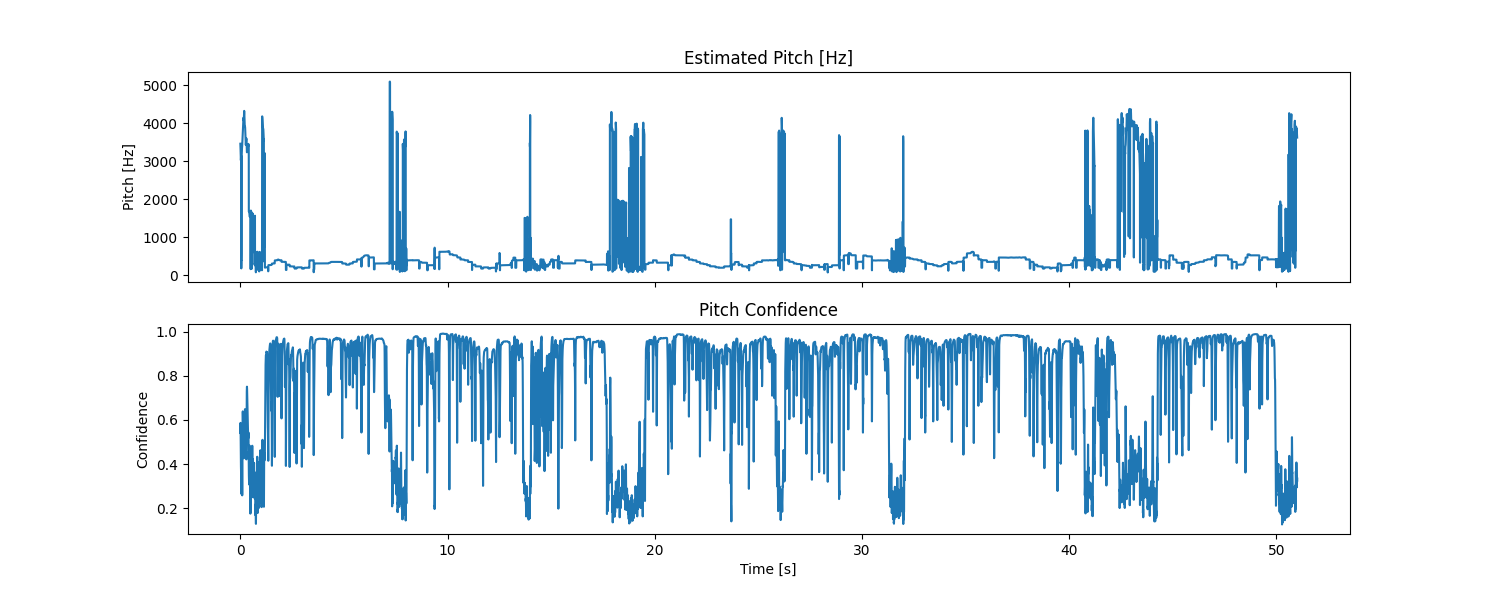 Estimated Pitch [Hz]
Pitch [Hz]
5000
4000
3000
2000
1000
0
Pitch Confidence
Confidence
1.0
0.8
0.6
0.4
0.2
0 10 20 30 40 50
Time [s]